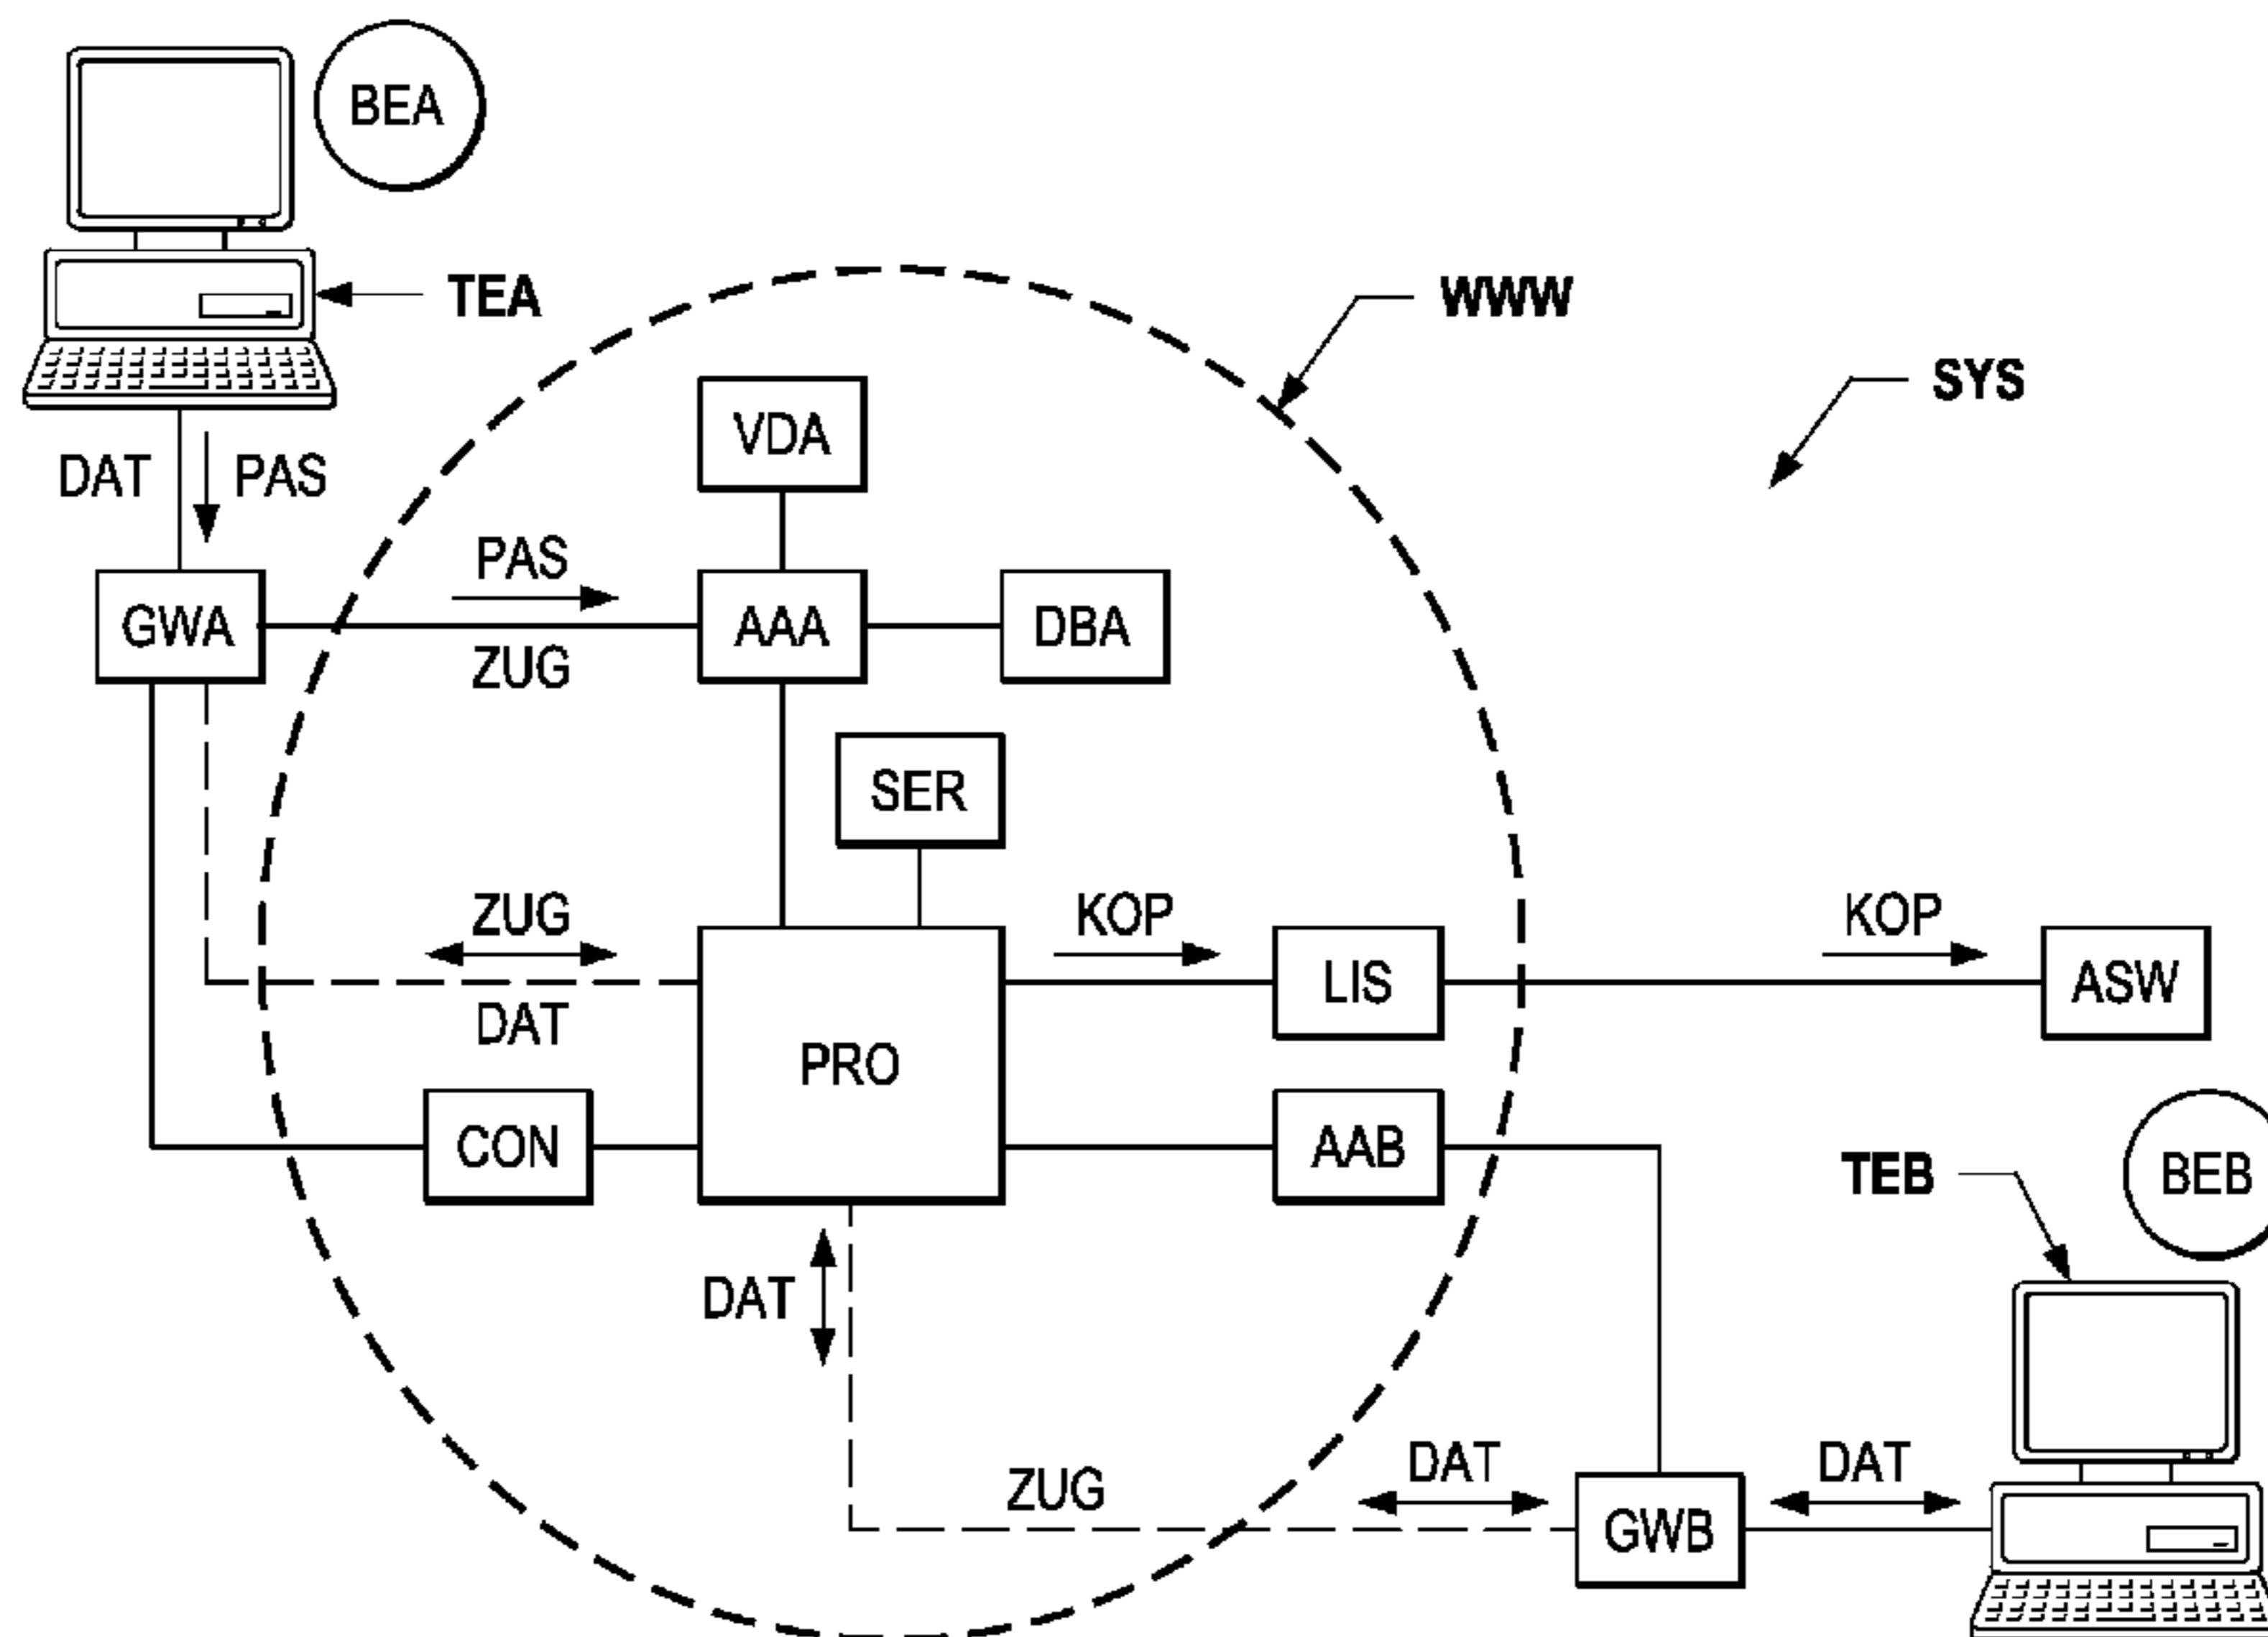 BEA
TEA
WWW
SYS
VDA
DAT PAS
PAS
GWA AAA DBA
ZUG
SER
ZUG KOP KOP
LIS ASW
DAT
PRO
CON AAB
TEB BEB
DAT
ZUG DAT DAT
GWB